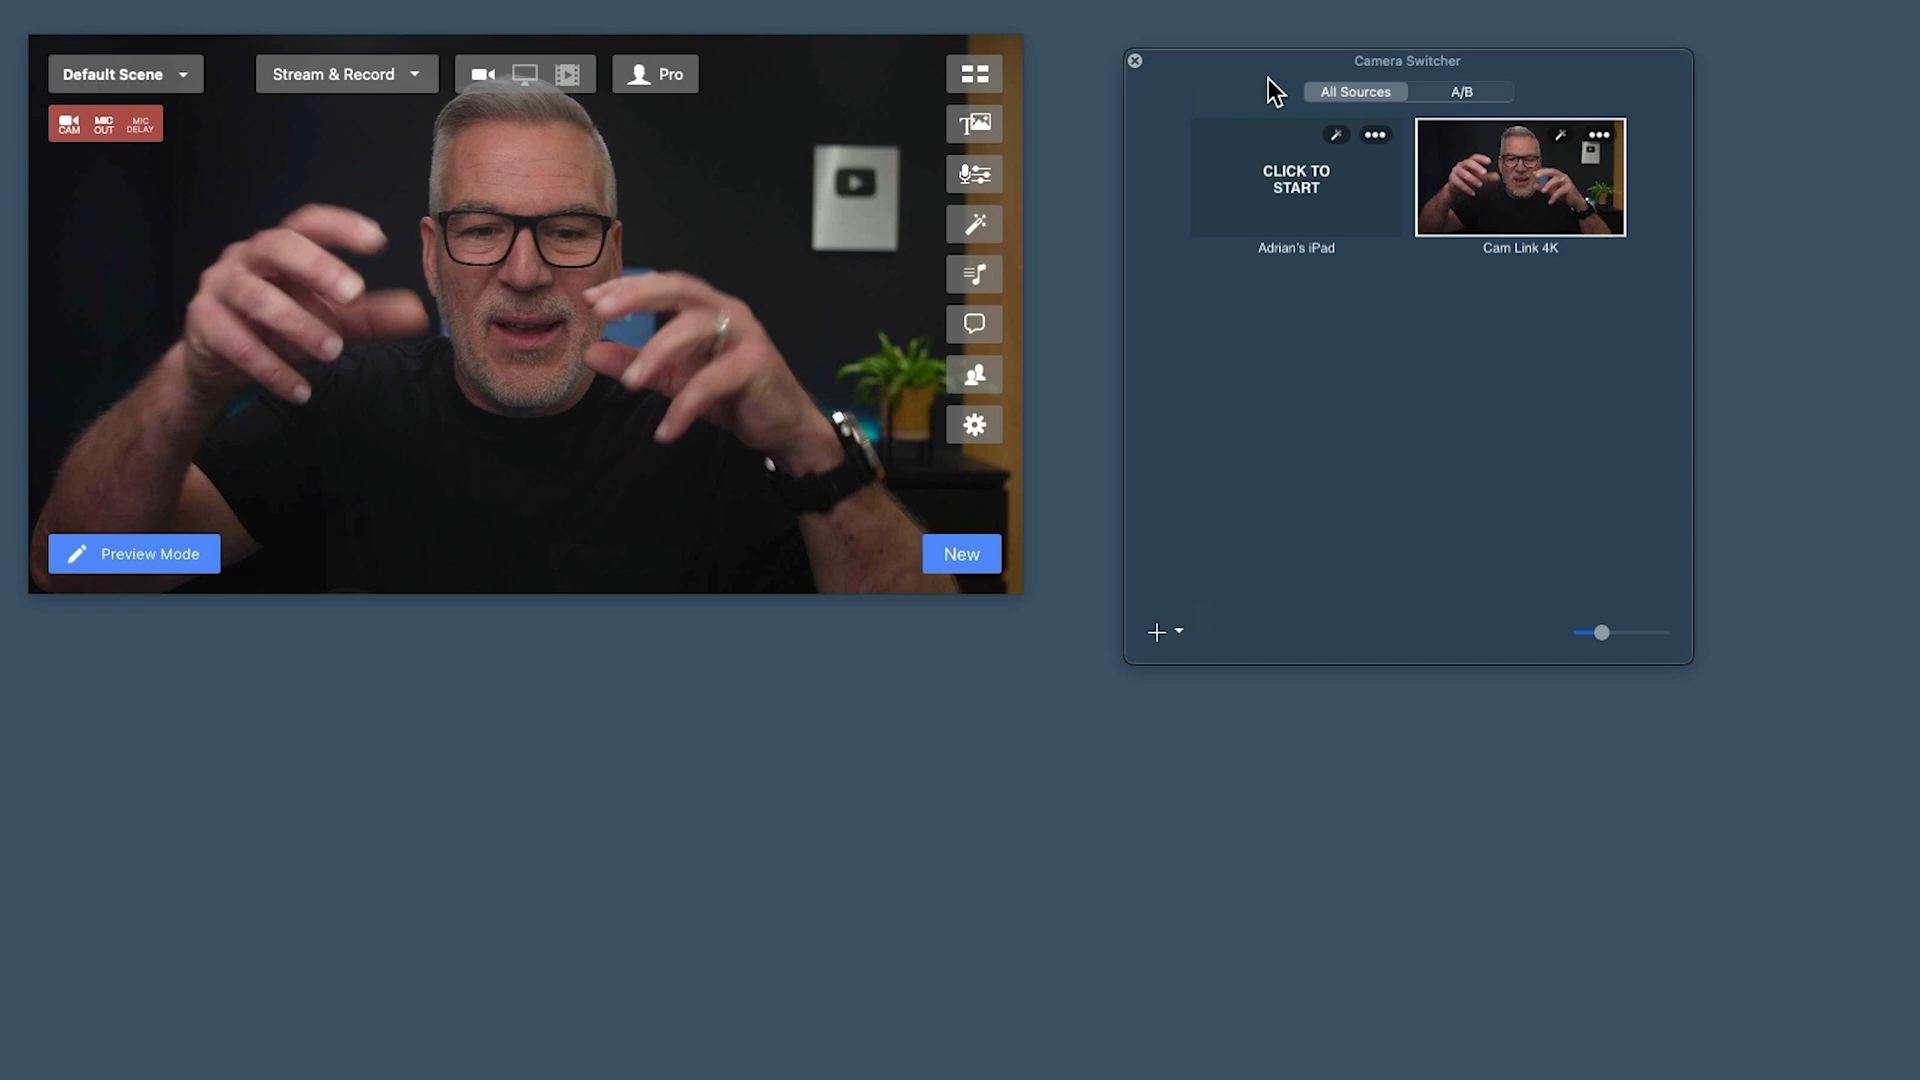 Default Scene
Stream & Record
Pro
CAM
MIC
OUT
MIC
DELAY
T
Preview Mode
New
Camera Switcher
All Sources
A/B
CLICK TO
START
Adrian's iPad
Cam Link 4K